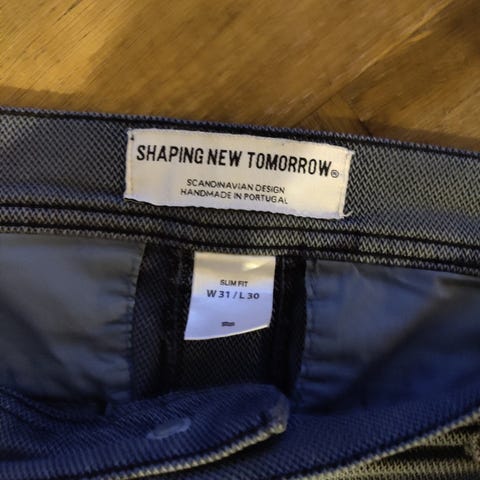 SHAPING NEW TOMORROW®
SCANDINAVIAN DESIGN
HANDMADE IN PORTUGAL
SLIM FIT
W 31 / L 30